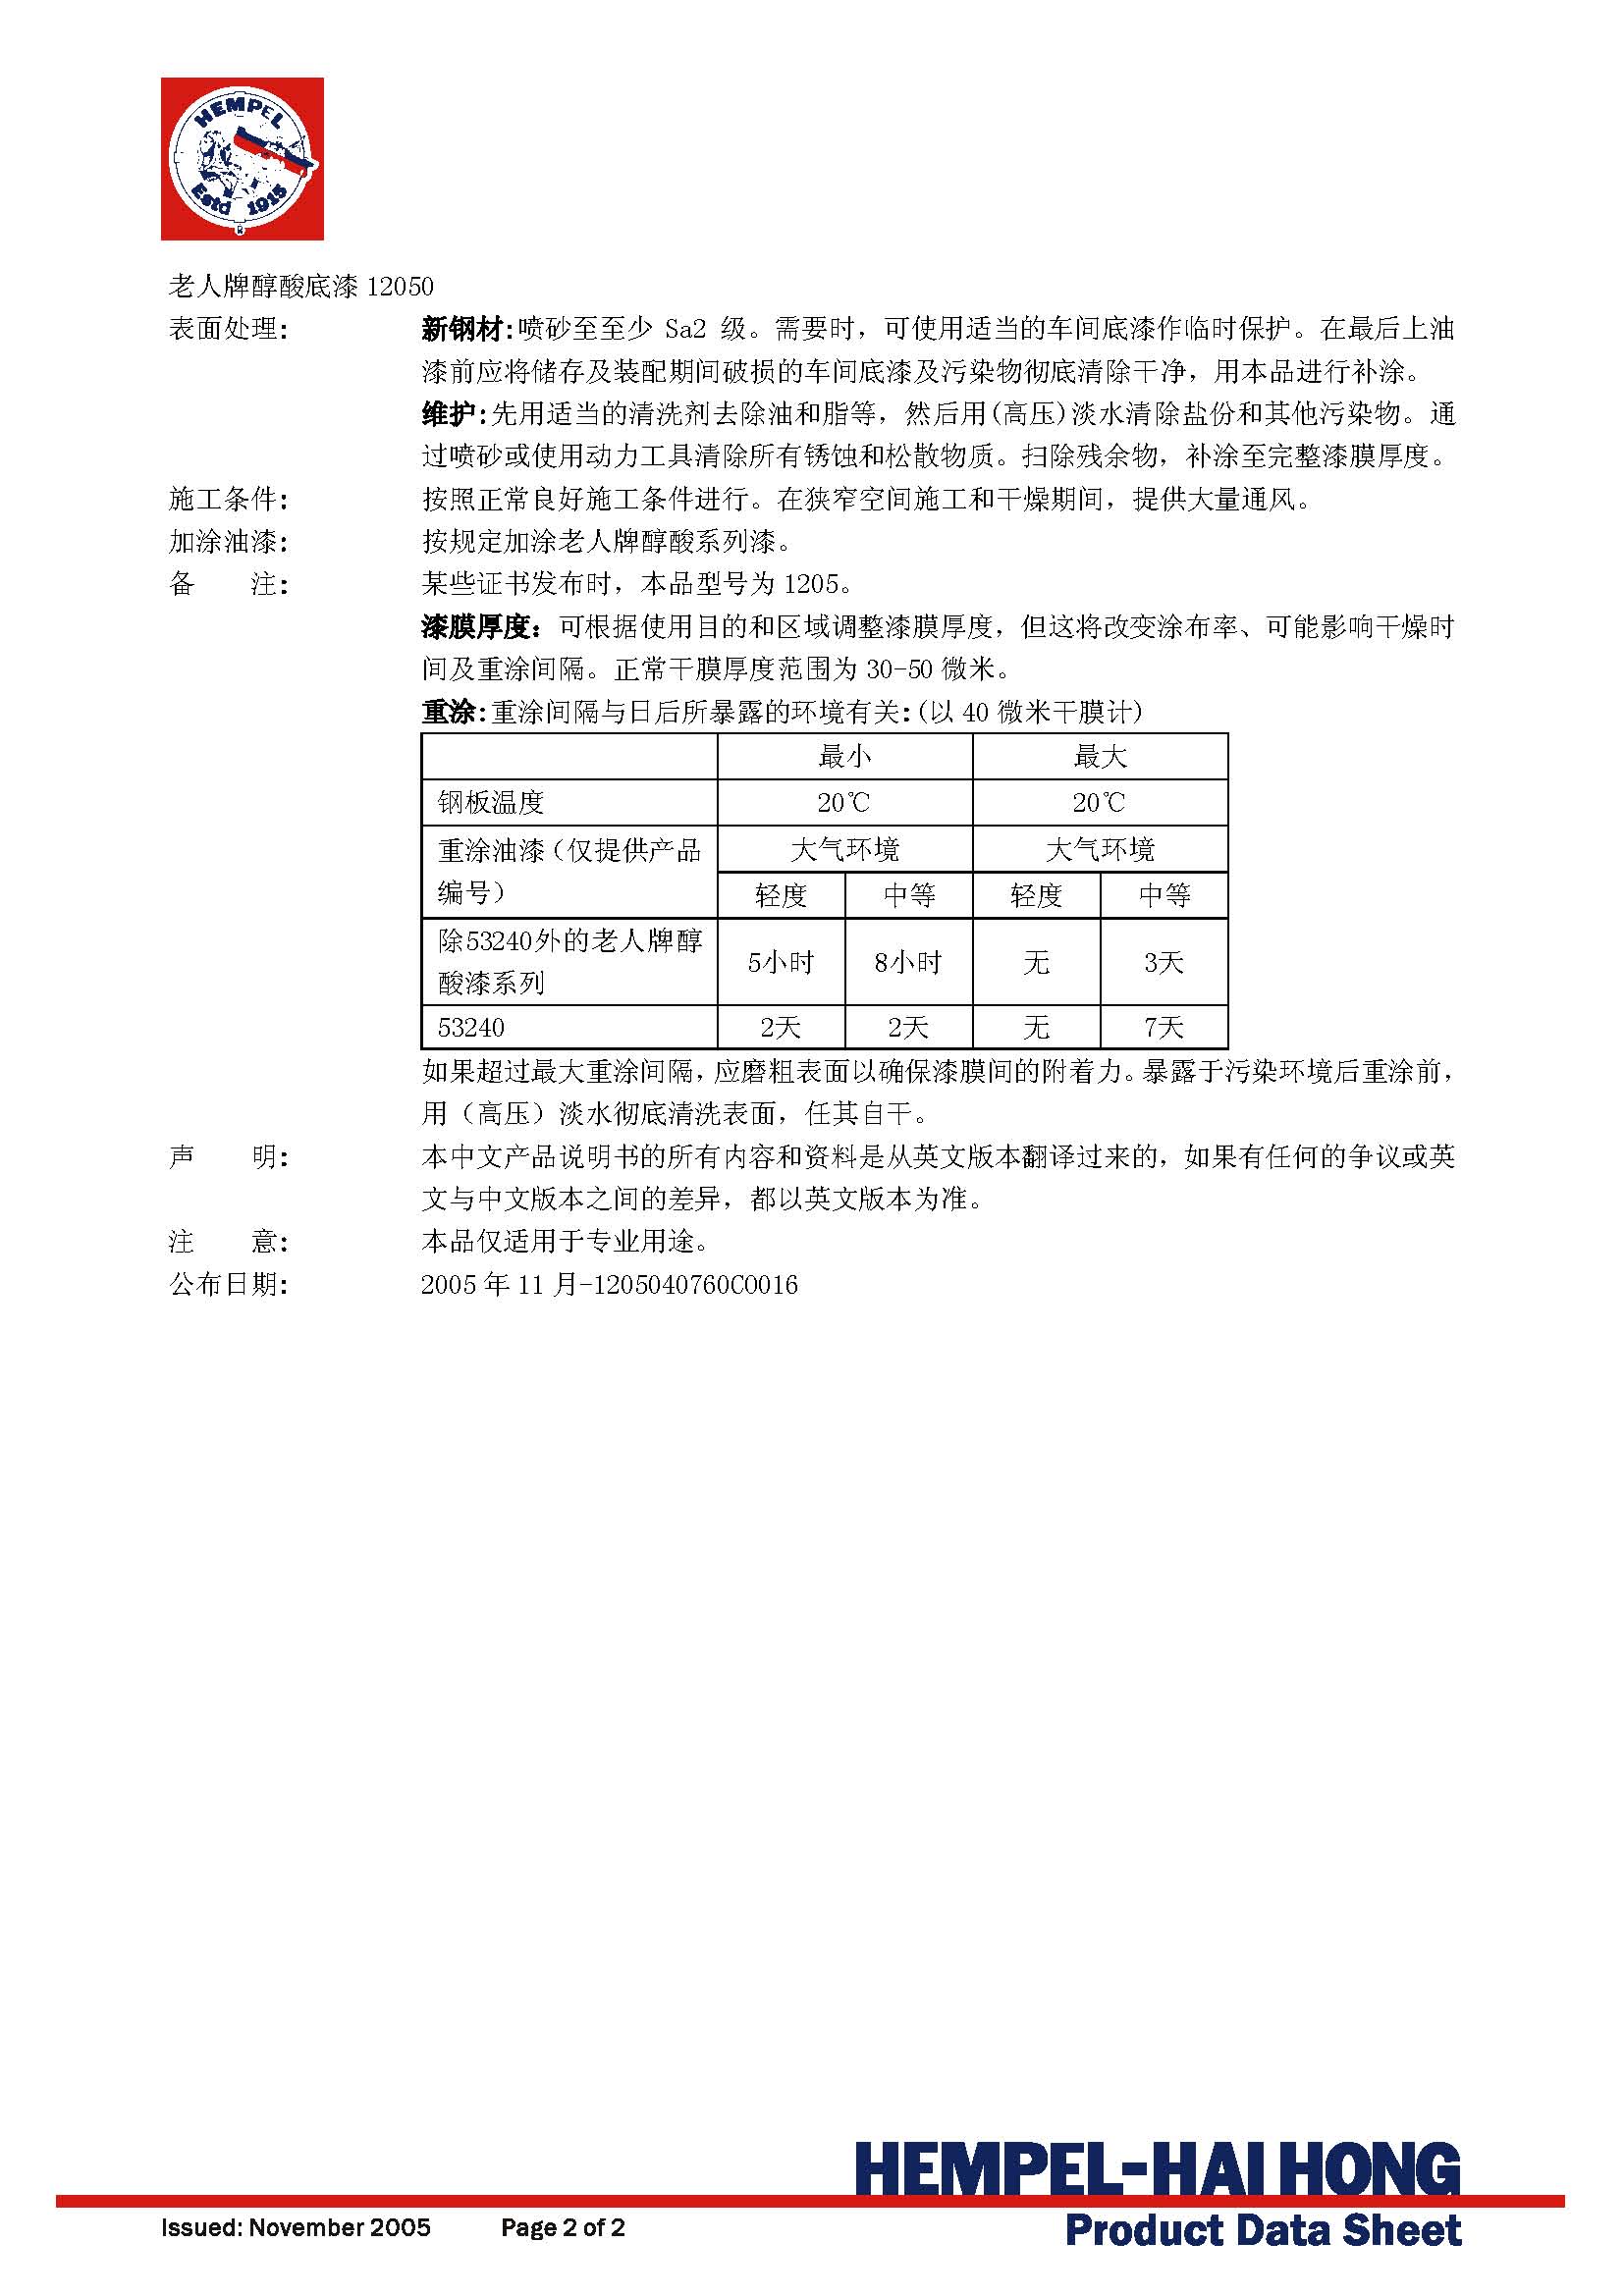 HEMPEL
Estd 1915
®
老人牌醇酸底漆 12050
表面处理: 新钢材:喷砂至至少 Sa2 级。需要时，可使用适当的车间底漆作临时保护。在最后上油
漆前应将储存及装配期间破损的车间底漆及污染物彻底清除干净，用本品进行补涂。
维护:先用适当的清洗剂去除油和脂等，然后用(高压)淡水清除盐份和其他污染物。通
过喷砂或使用动力工具清除所有锈蚀和松散物质。扫除残余物，补涂至完整漆膜厚度。
施工条件: 按照正常良好施工条件进行。在狭窄空间施工和干燥期间，提供大量通风。
加涂油漆: 按规定加涂老人牌醇酸系列漆。
备 注: 某些证书发布时，本品型号为 1205。
漆膜厚度：可根据使用目的和区域调整漆膜厚度，但这将改变涂布率、可能影响干燥时
间及重涂间隔。正常干膜厚度范围为 30-50 微米。
重涂:重涂间隔与日后所暴露的环境有关:(以 40 微米干膜计)
最小 最大
钢板温度 20℃ 20℃
重涂油漆（仅提供产品 大气环境 大气环境
编号） 轻度 中等 轻度 中等
除53240外的老人牌醇
酸漆系列 5小时 8小时 无 3天
53240 2天 2天 无 7天
如果超过最大重涂间隔，应磨粗表面以确保漆膜间的附着力。暴露于污染环境后重涂前，
用（高压）淡水彻底清洗表面，任其自干。
声 明: 本中文产品说明书的所有内容和资料是从英文版本翻译过来的，如果有任何的争议或英
文与中文版本之间的差异，都以英文版本为准。
注 意: 本品仅适用于专业用途。
公布日期: 2005 年 11 月-1205040760CO016
HEMPEL-HAI HONG
Issued: November 2005 Page 2 of 2 Product Data Sheet